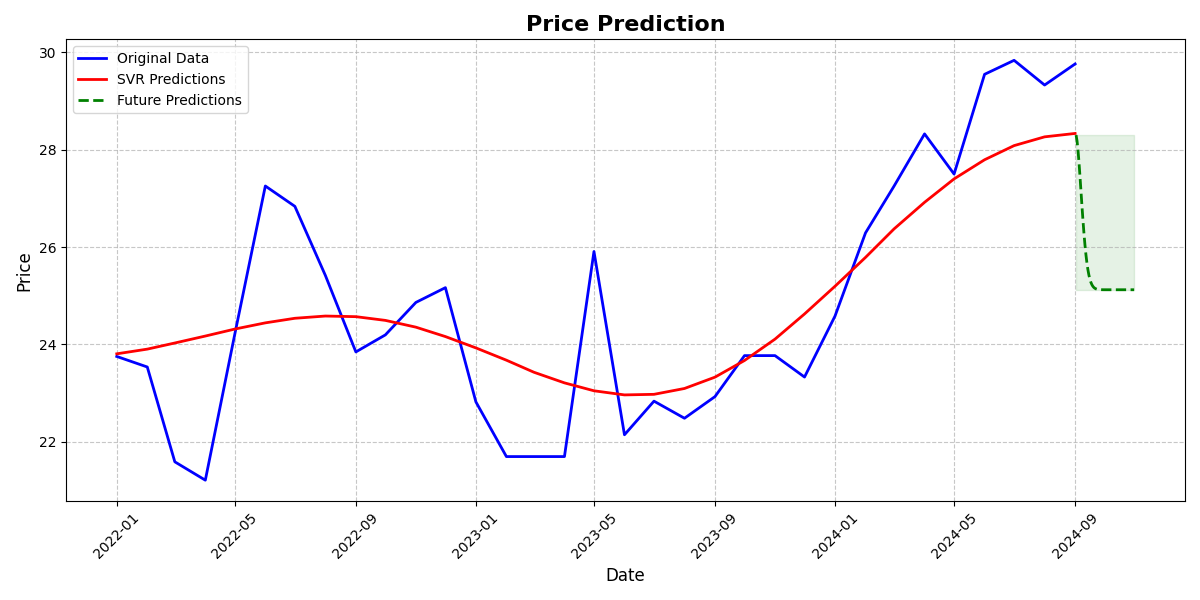 Price Prediction
Original Data
SVR Predictions
Future Predictions
30
28
26
24
22
Price
2022-01
2022-05
2022-09
2023-01
2023-05
2023-09
2024-01
2024-05
2024-09
Date